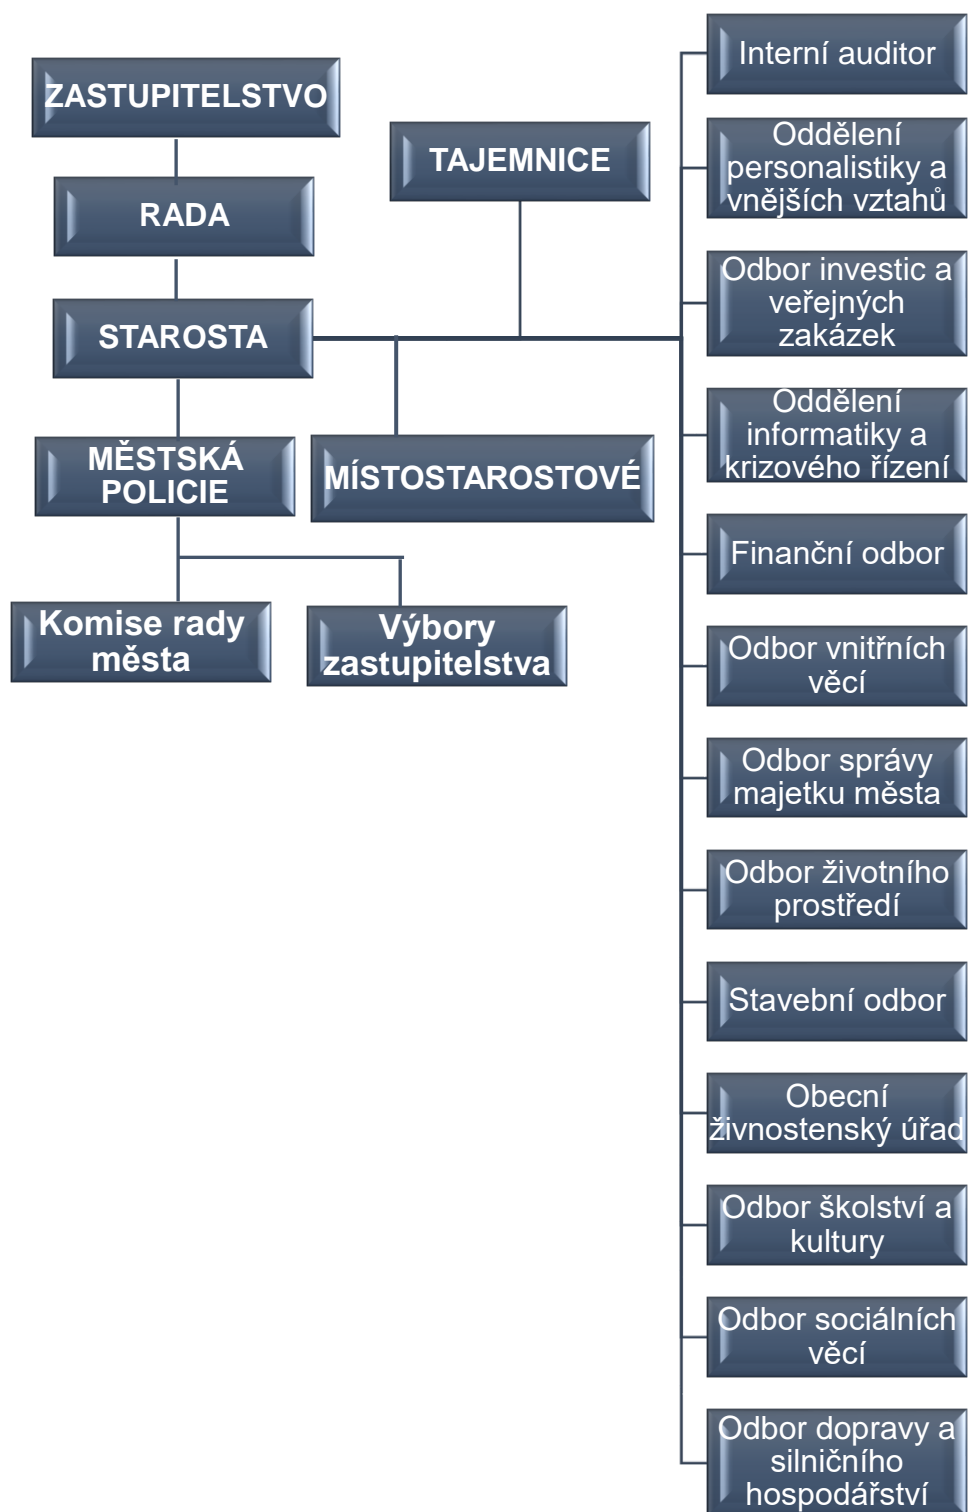 ZASTUPITELSTVO
RADA
STAROSTA
MĚSTSKÁ
POLICIE
Komise rady
města
Výbory
zastupitelstva
TAJEMNICE
MÍSTOSTAROSTOVÉ
Interní auditor
Oddělení
personalistiky a
vnějších vztahů
Odbor investic a
veřejných
zakázek
Oddělení
informatiky a
krizového řízení
Finanční odbor
Odbor vnitřních
věcí
Odbor správy
majetku města
Odbor životního
prostředí
Stavební odbor
Obecní
živnostenský úřad
Odbor školství a
kultury
Odbor sociálních
věcí
Odbor dopravy a
silničního
hospodářství